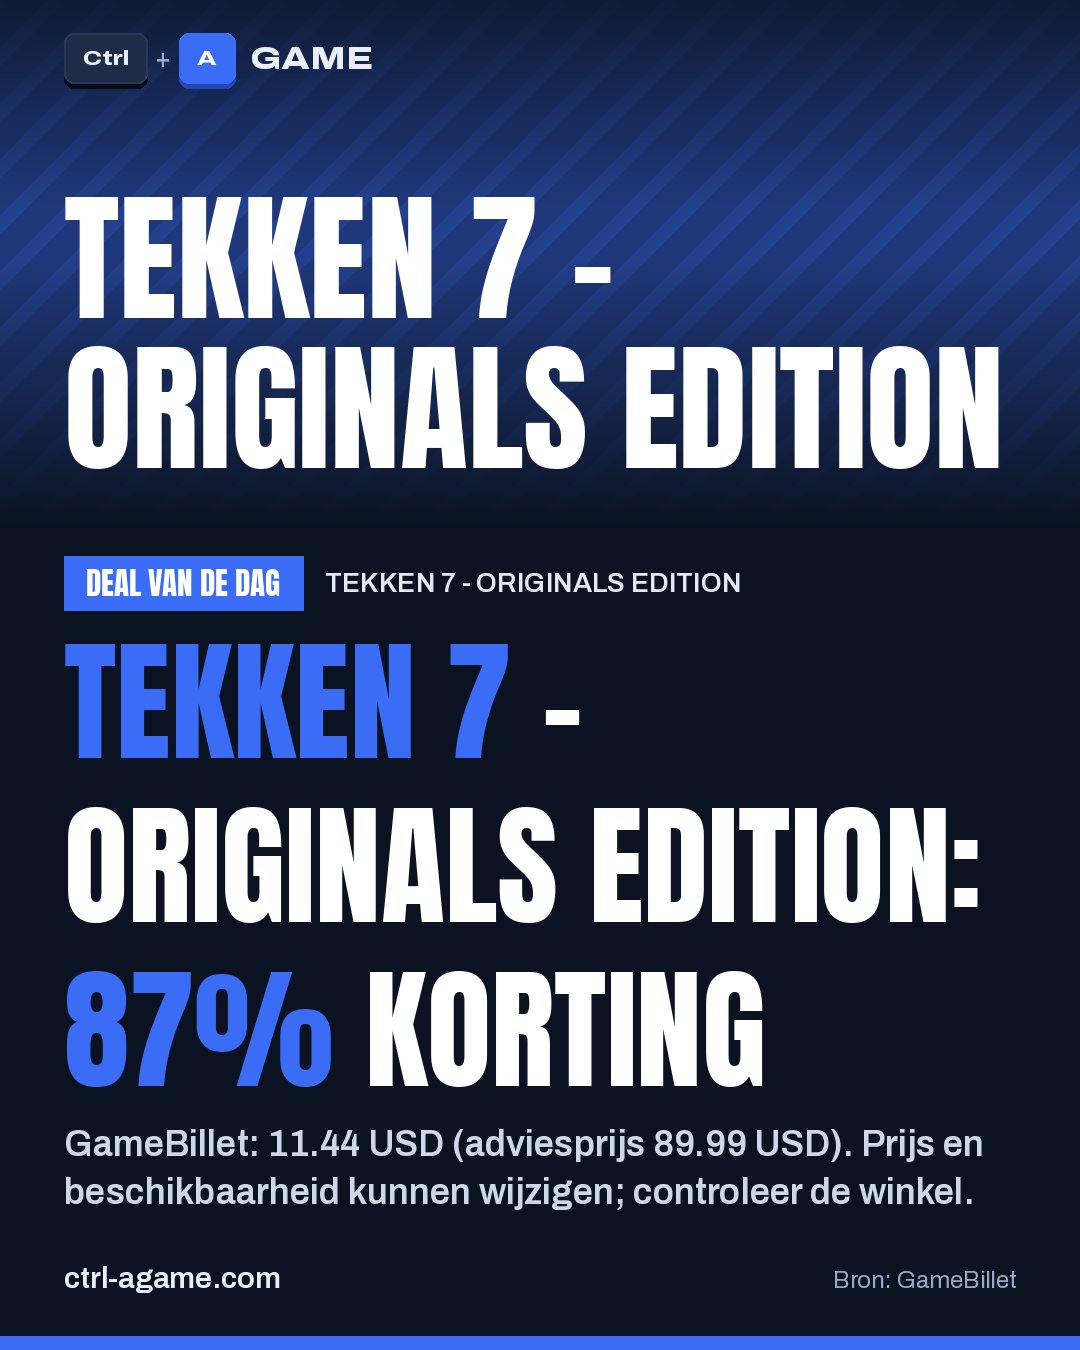 Ctrl + A GAME
TEKKEN 7 -
ORIGINALS EDITION
DEAL VAN DE DAG TEKKEN 7 - ORIGINALS EDITION
TEKKEN 7 -
ORIGINALS EDITION:
87% KORTING
GameBillet: 11.44 USD (adviesprijs 89.99 USD). Prijs en
beschikbaarheid kunnen wijzigen; controleer de winkel.
ctrl-agame.com Bron: GameBillet